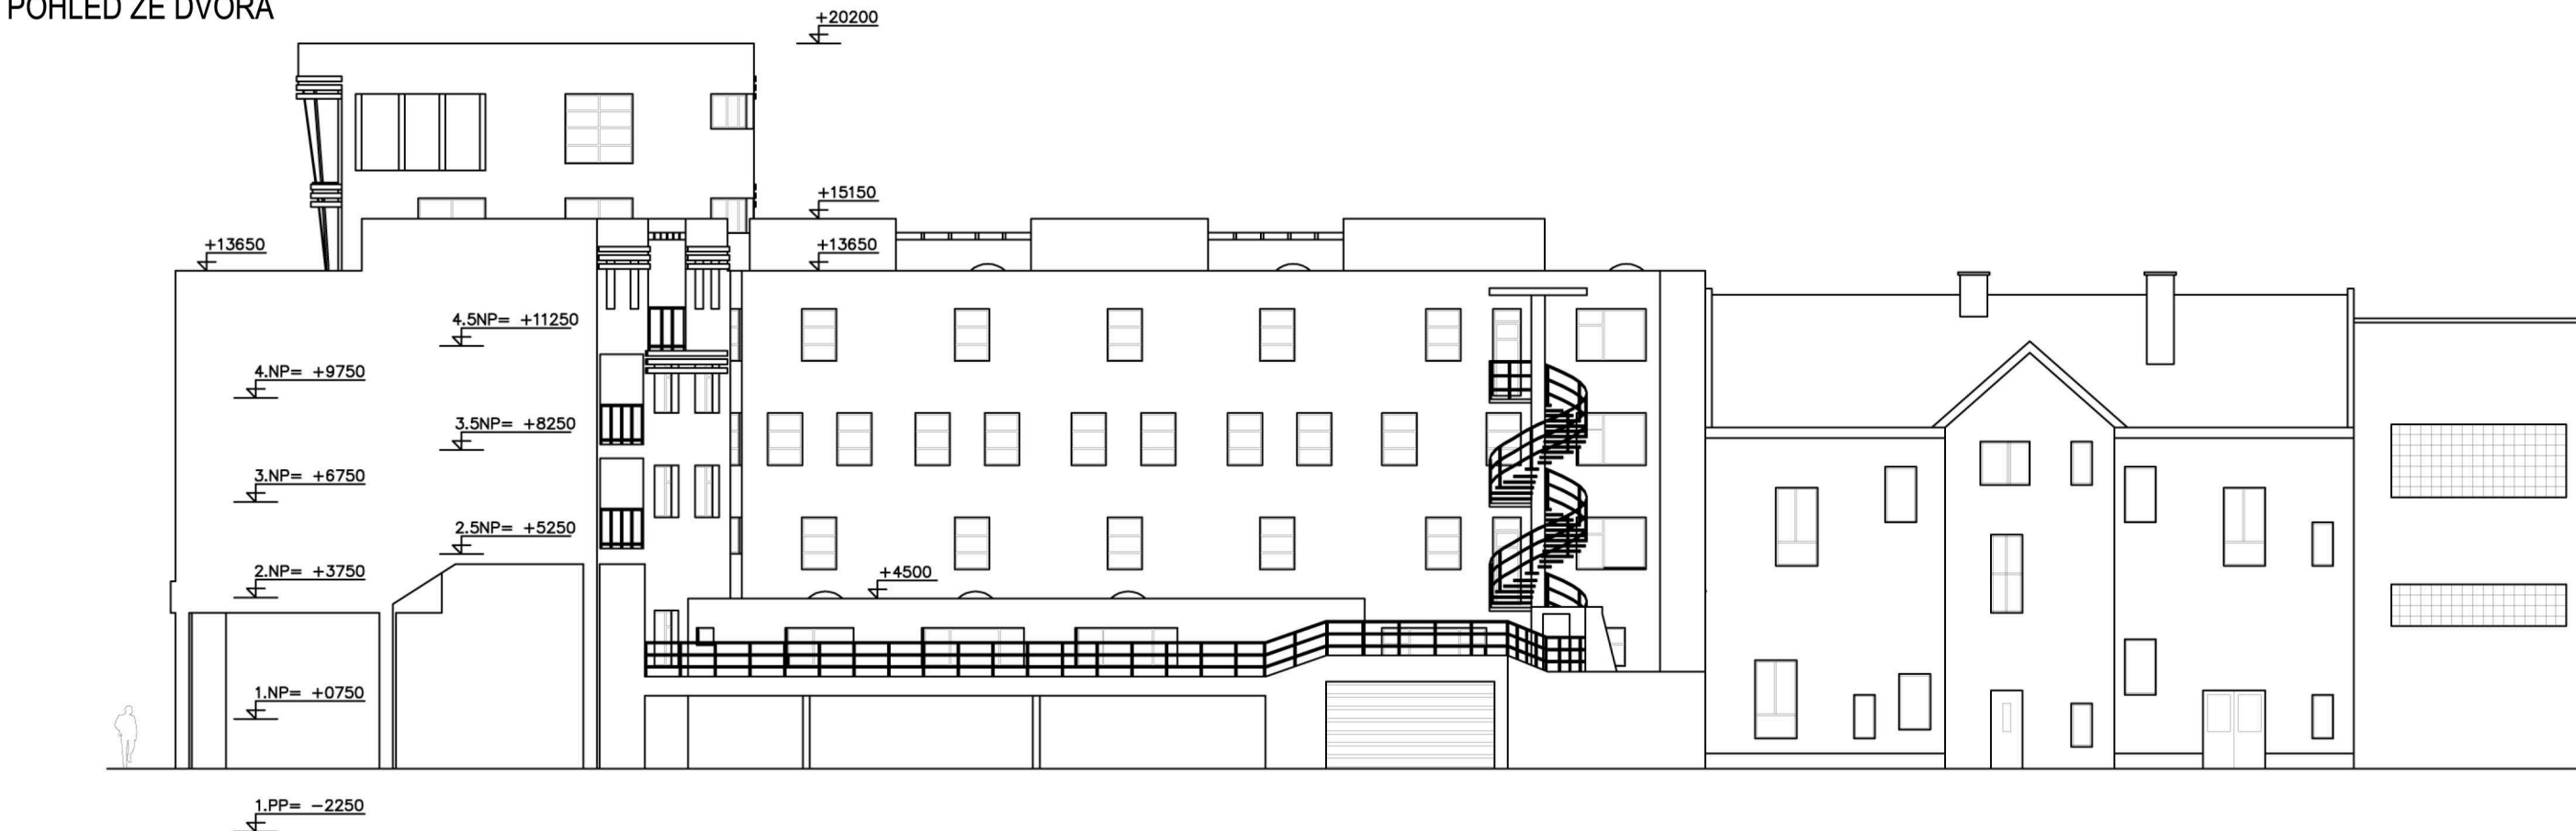 POHLED ZE DVORA
+20200
+15150
+13650
+13650
4.5NP= +11250
4.NP= +9750
3.5NP= +8250
3.NP= +6750
2.5NP= +5250
2.NP= +3750
+4500
1.NP= +0750
1.PP= −2250